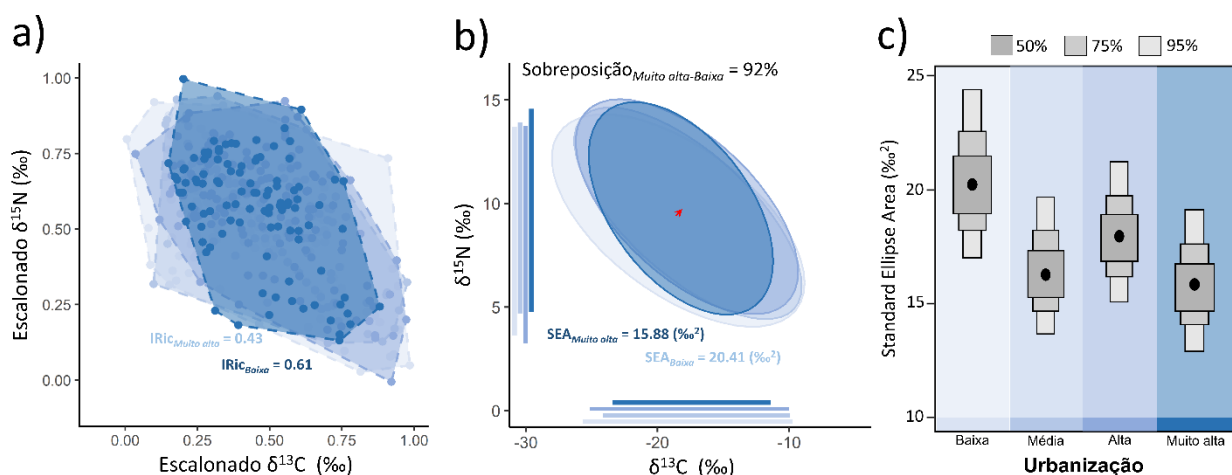 a)
1.00
0.75
0.50
0.25
0.00
Escalonado δ15N (‰)
IRicMuito alta = 0.43
IRicBaixa = 0.61
0.00 0.25 0.50 0.75 1.00
Escalonado δ13C (‰)
b)
SobreposiçãoMuito alta-Baixa = 92%
15
10
5
0
δ15N (‰)
SEAMuito alta = 15.88 (‰2)
SEABaixa = 20.41 (‰2)
-30 -20 -10
δ13C (‰)
c)
50% 75% 95%
25
20
15
10
Standard Ellipse Area (‰2)
Baixa Média Alta Muito alta
Urbanização